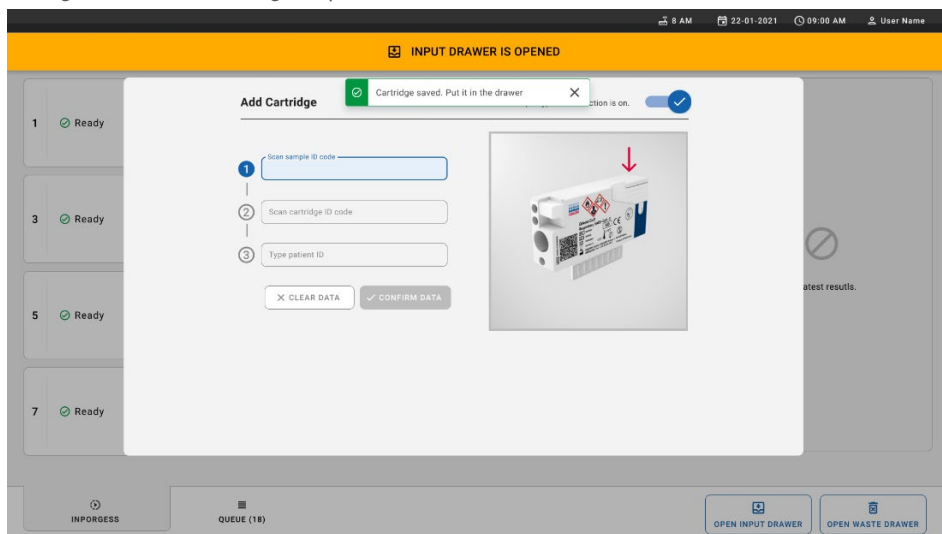 8 AM 22-01-2021 09:00 AM User Name
INPUT DRAWER IS OPENED
Cartridge saved. Put it in the drawer
Add Cartridge
ction is on.
1 Ready
Scan sample ID code
1
2 Scan cartridge ID code
3 Ready
3 Type patient ID
CLEAR DATA CONFIRM DATA
atest resutls.
5 Ready
7 Ready
INPORGESS
QUEUE (18)
OPEN INPUT DRAWER
OPEN WASTE DRAWER